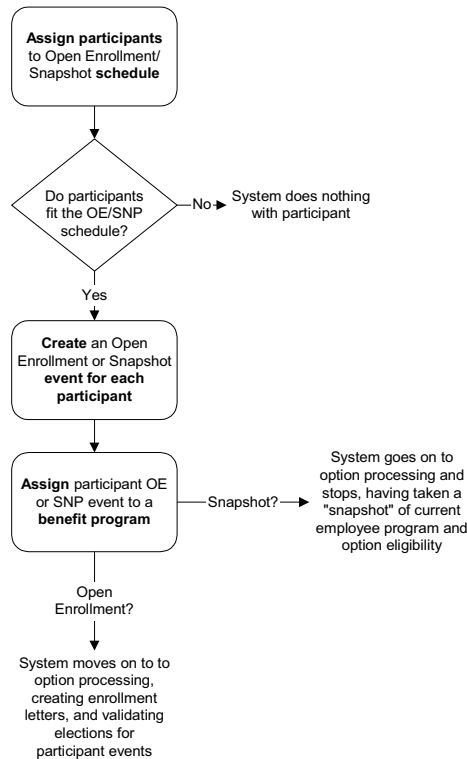 Assign participants
to Open Enrollment/
Snapshot schedule
Do participants
fit the OE/SNP
schedule?
No
System does nothing
with participant
Yes
Create an Open
Enrollment or Snapshot
event for each
participant
Assign participant OE
or SNP event to a
benefit program
Snapshot?
System goes on to
option processing and
stops, having taken a
"snapshot" of current
employee program and
option eligibility
Open
Enrollment?
System moves on to to
option processing,
creating enrollment
letters, and validating
elections for
participant events